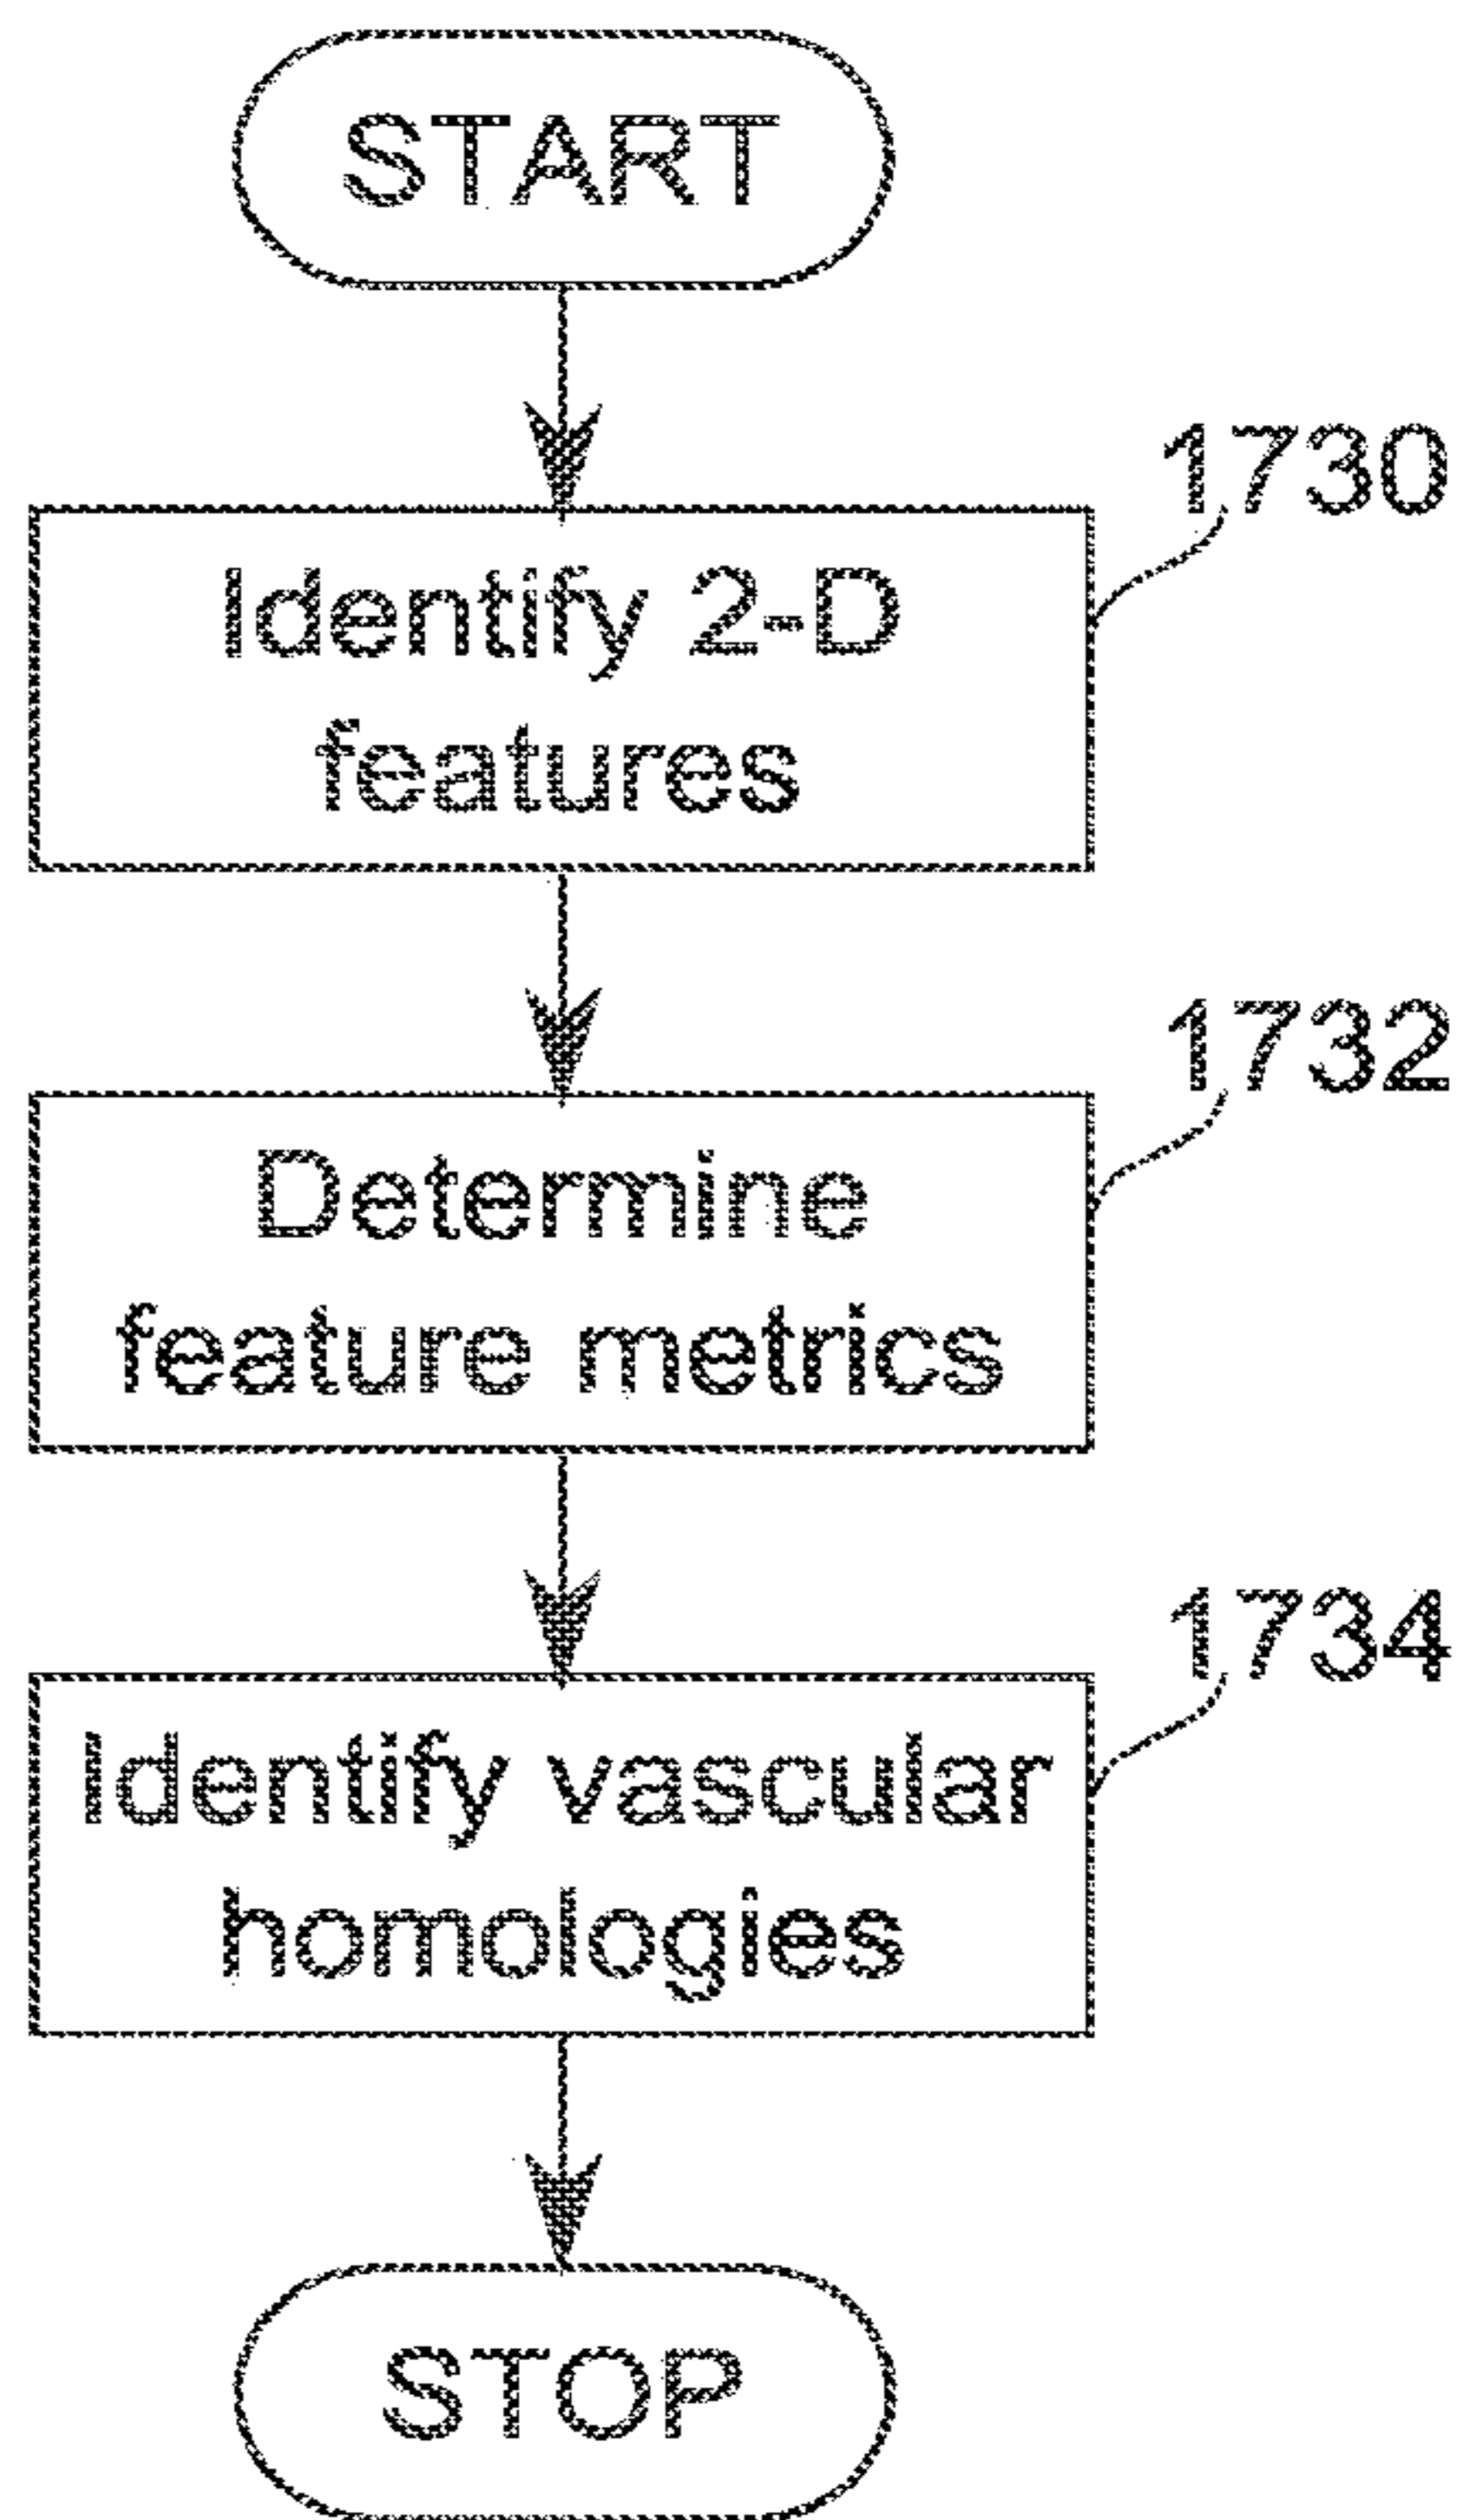 START
1730
Identify 2-D
features
1732
Determine
feature metrics
1734
Identify vascular
homologies
STOP